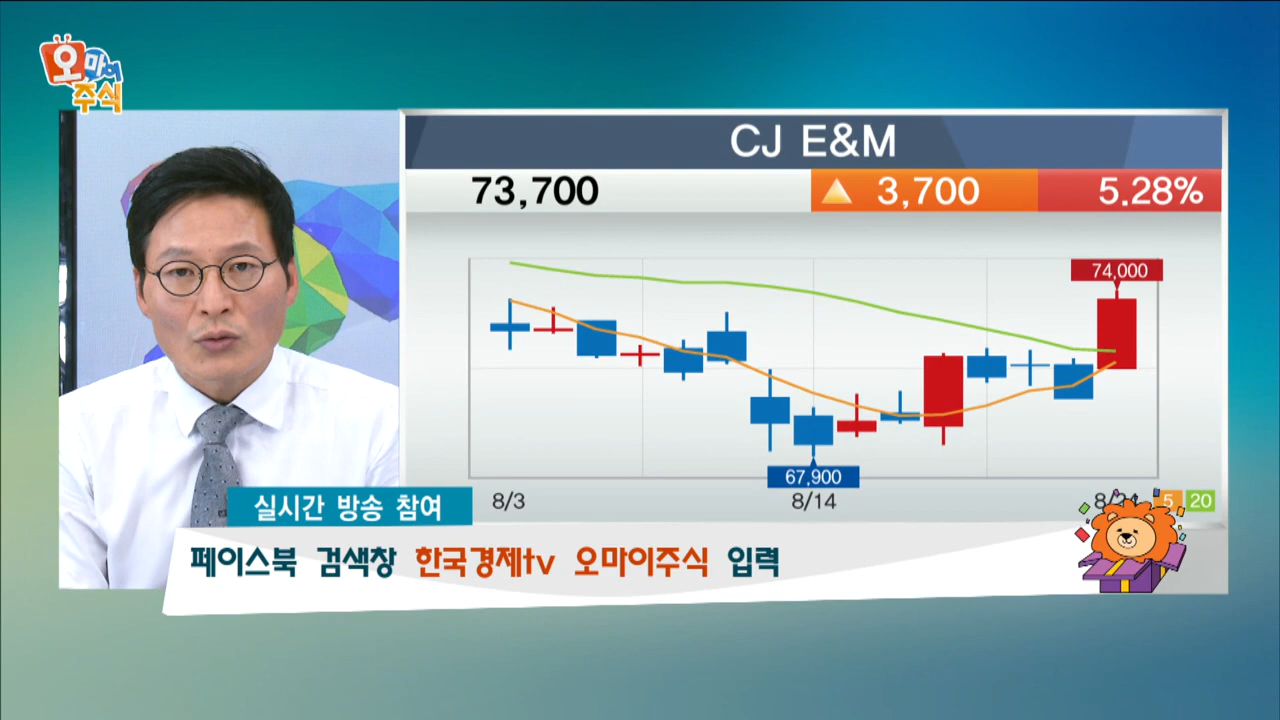 오마이
주식
CJ E&M
73,700 3,700 5.28%
74,000
67,900
8/3 8/14 5 20
실시간 방송 참여
페이스북 검색창 한국경제tv 오마이주식 입력